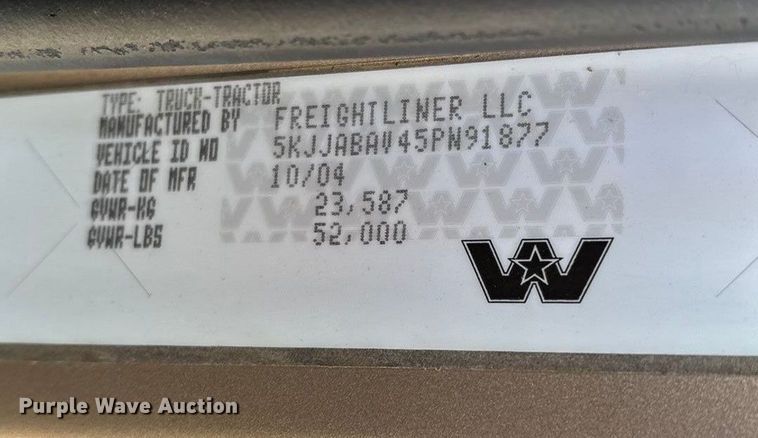 TYPE: TRUCK-TRACTOR
MANUFACTURED BY FREIGHTLINER LLC
VEHICLE ID NO 5KJJABAV45PN91877
DATE OF MFR 10/04
GVWR-KG 23,587
GVWR-LBS 52,000
Purple Wave Auction